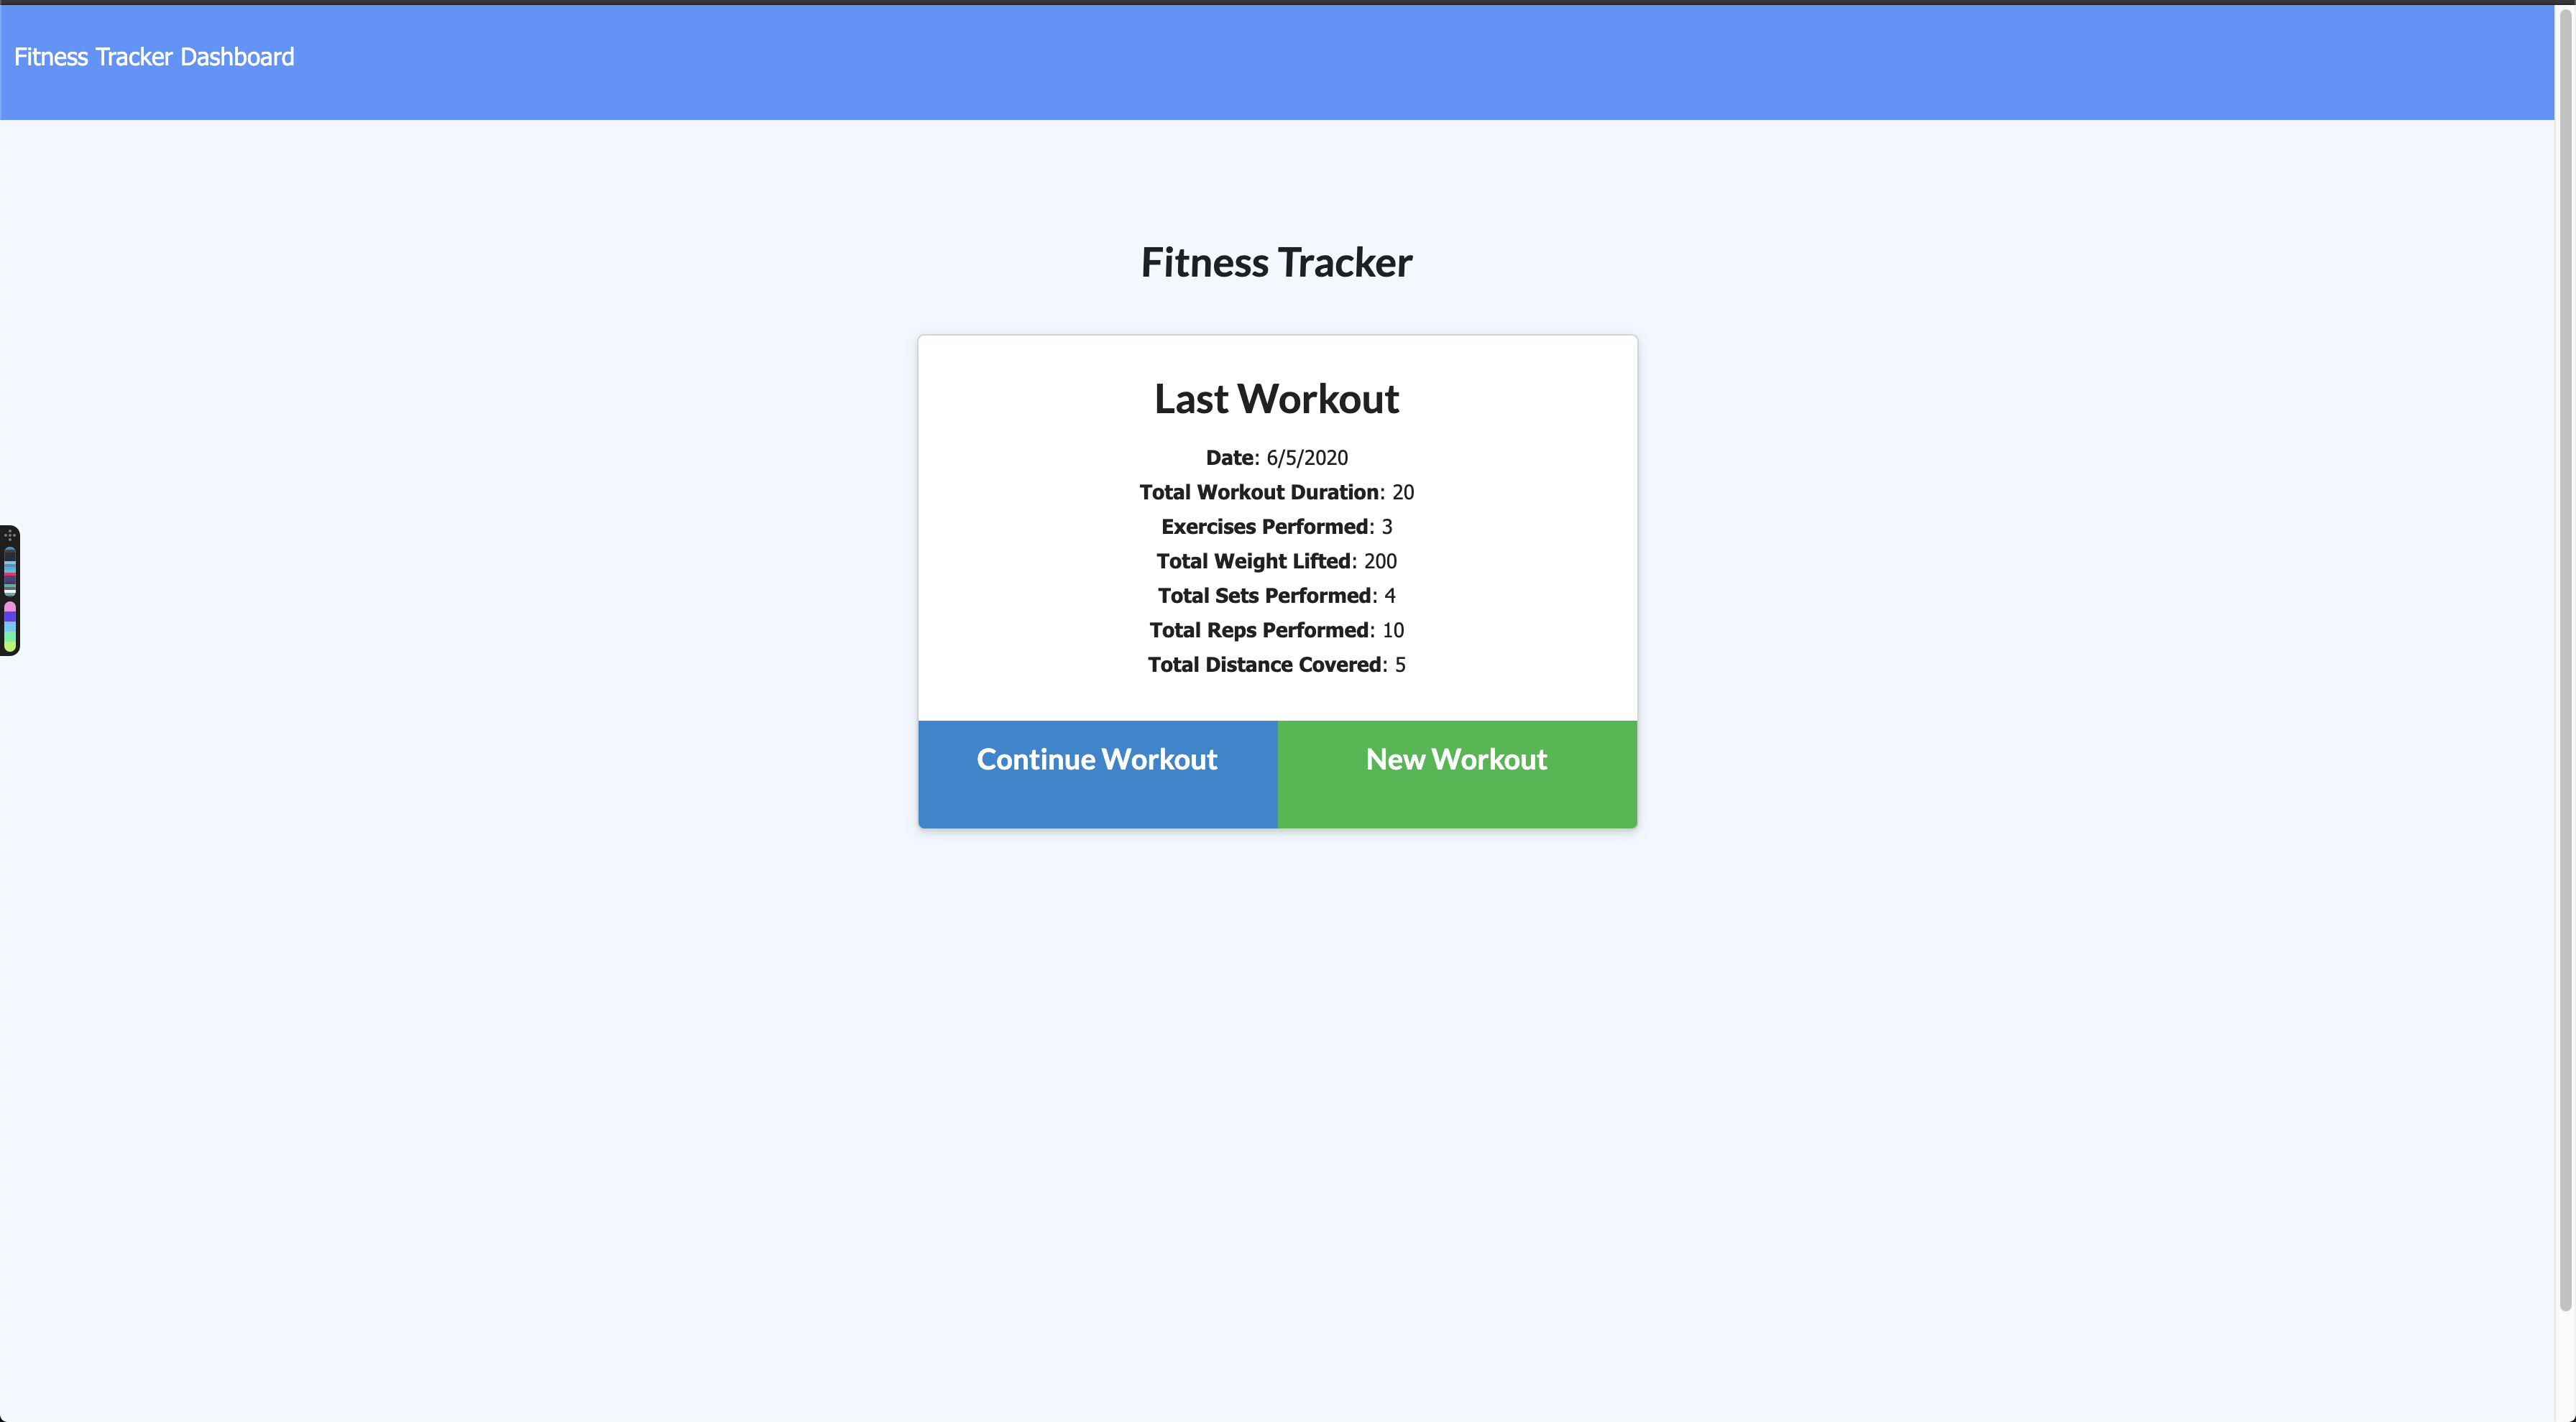 Fitness Tracker Dashboard
Fitness Tracker
Last Workout
Date: 6/5/2020
Total Workout Duration: 20
Exercises Performed: 3
Total Weight Lifted: 200
Total Sets Performed: 4
Total Reps Performed: 10
Total Distance Covered: 5
Continue Workout New Workout